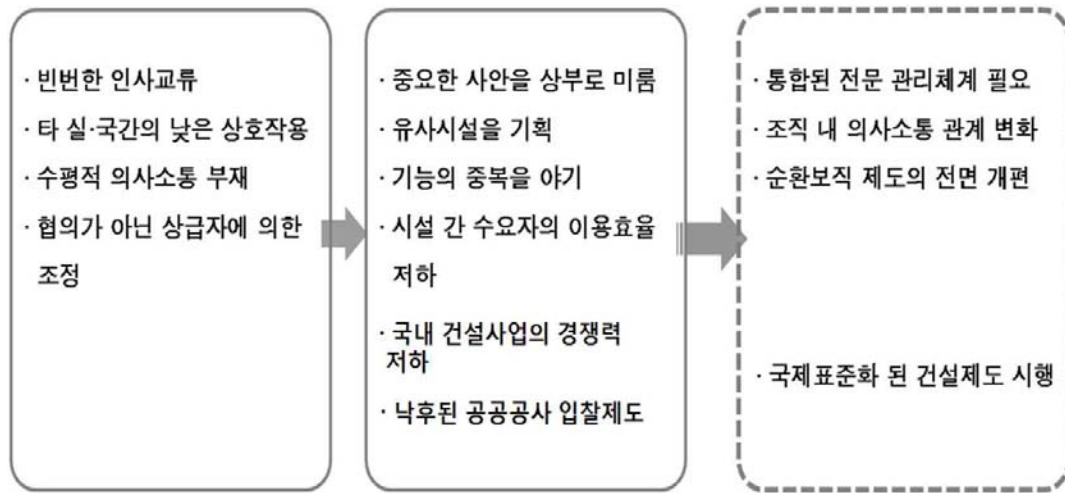 · 빈번한 인사교류
· 타 실·국간의 낮은 상호작용
· 수평적 의사소통 부재
· 협의가 아닌 상급자에 의한
조정
· 중요한 사안을 상부로 미룸
· 유사시설을 기획
· 기능의 중복을 야기
· 시설 간 수요자의 이용효율
저하
· 국내 건설사업의 경쟁력
저하
· 낙후된 공공공사 입찰제도
· 통합된 전문 관리체계 필요
· 조직 내 의사소통 관계 변화
· 순환보직 제도의 전면 개편
· 국제표준화 된 건설제도 시행